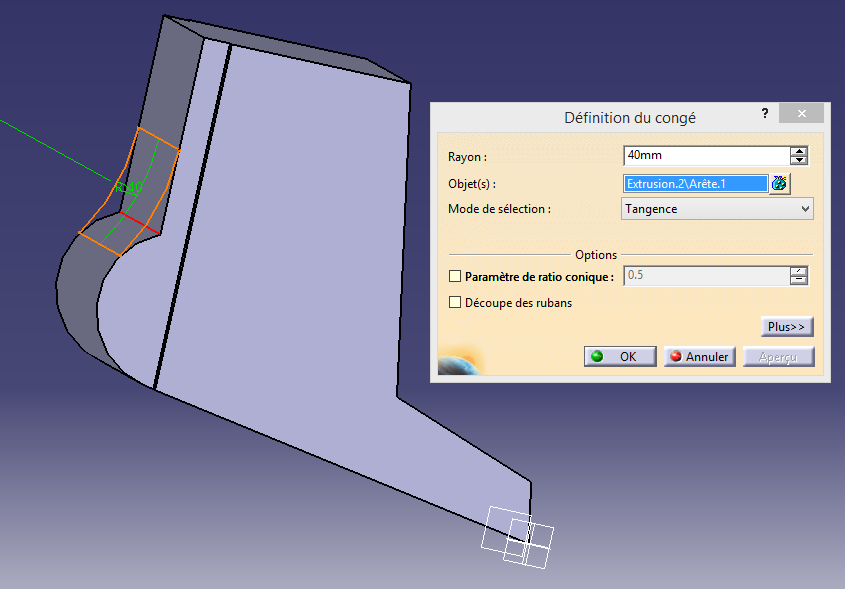 Définition du congé
? ×
Rayon : 40mm
Objet(s) : Extrusion.2\Arête.1
Mode de sélection : Tangence
Options
Paramètre de ratio conique : 0.5
Découpe des rubans
Plus>>
OK Annuler Aperçu
R 40